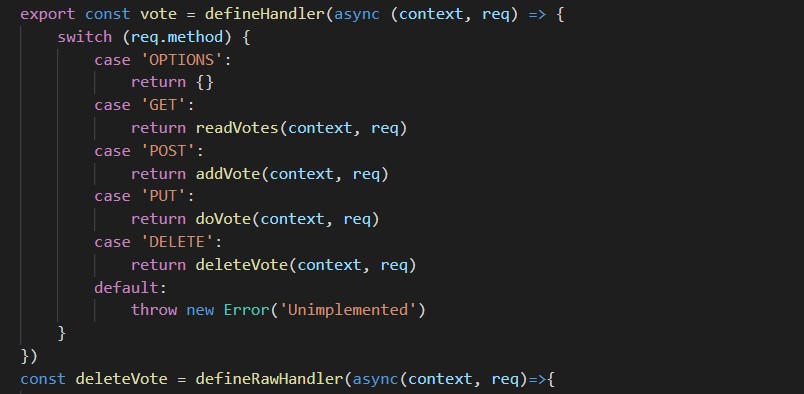 export const vote = defineHandler(async (context, req) => {
    switch (req.method) {
        case 'OPTIONS':
            return {}
        case 'GET':
            return readVotes(context, req)
        case 'POST':
            return addVote(context, req)
        case 'PUT':
            return doVote(context, req)
        case 'DELETE':
            return deleteVote(context, req)
        default:
            throw new Error('Unimplemented')
    }
})
const deleteVote = defineRawHandler(async(context, req)=>{